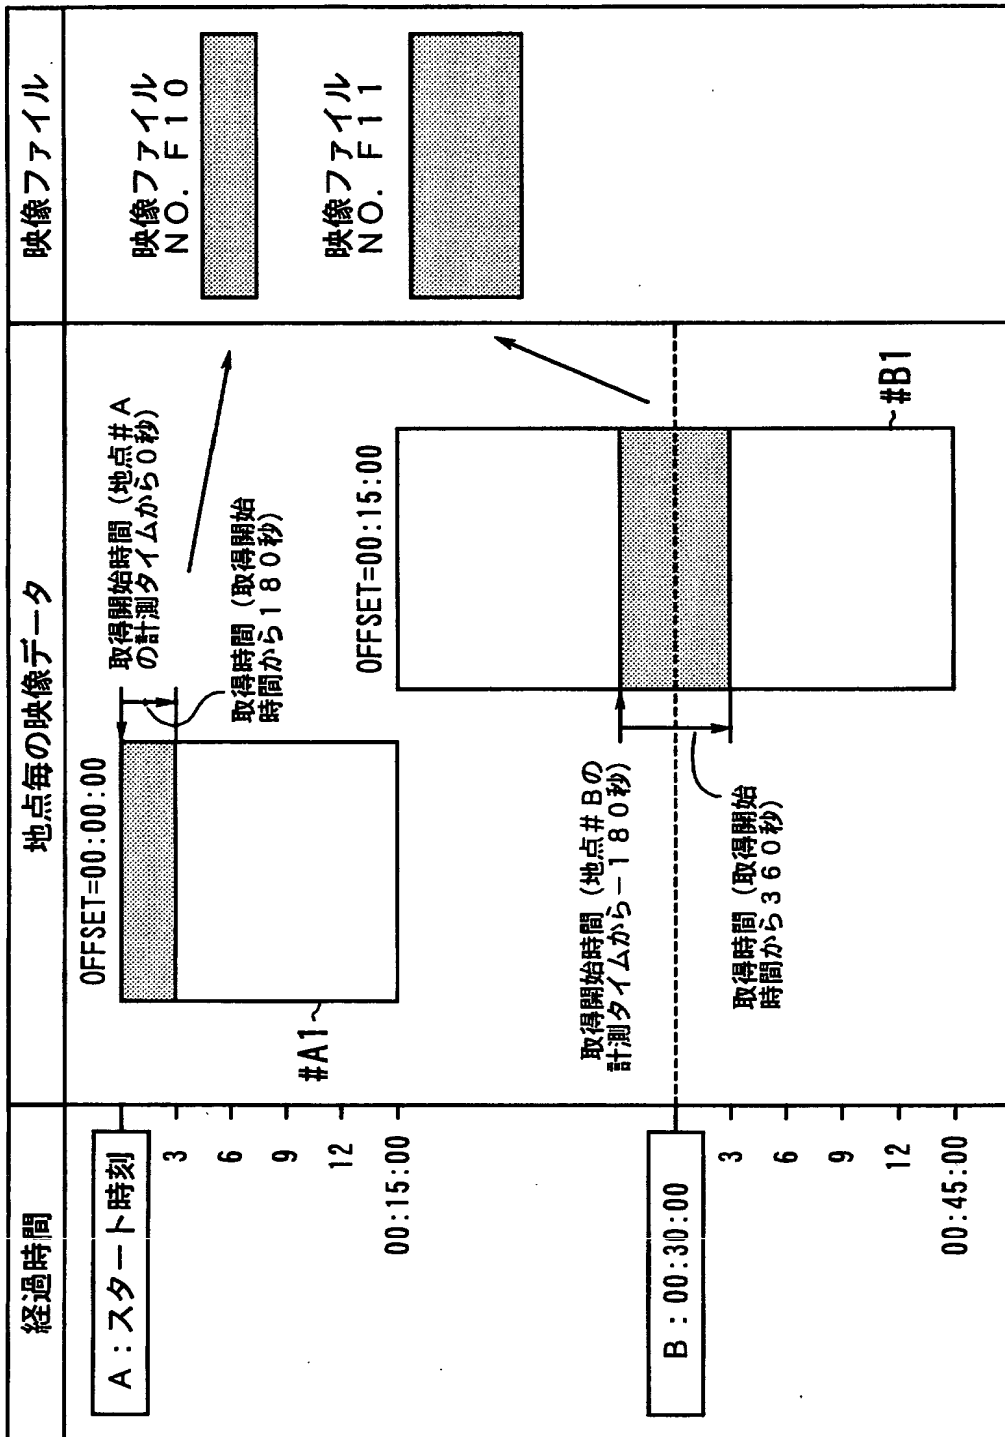 経過時間
地点毎の映像データ
映像ファイル
A：スタート時刻
3
6
9
12
00:15:00
B：00:30:00
3
6
9
12
00:45:00
OFFSET=00:00:00
#A1
取得開始時間（地点＃A
の計測タイムから０秒）
取得時間（取得開始
時間から１８０秒）
OFFSET=00:15:00
#B1
取得開始時間（地点＃Bの
計測タイムから－１８０秒）
取得時間（取得開始
時間から３６０秒）
映像ファイル
NO. F10
映像ファイル
NO. F11